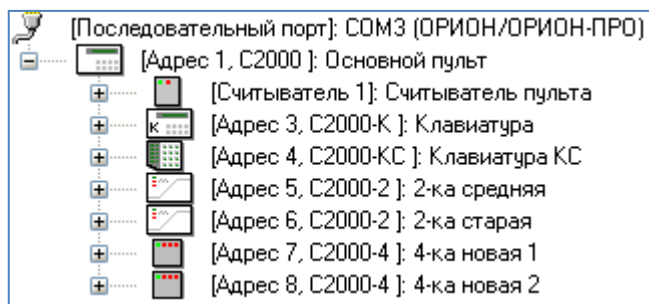 [Последовательный порт]: COM3 (ОРИОН/ОРИОН-ПРО)
[Адрес 1, С2000 ]: Основной пульт
[Считыватель 1]: Считыватель пульта
[Адрес 3, С2000-К ]: Клавиатура
[Адрес 4, С2000-КС ]: Клавиатура КС
[Адрес 5, С2000-2 ]: 2-ка средняя
[Адрес 6, С2000-2 ]: 2-ка старая
[Адрес 7, С2000-4 ]: 4-ка новая 1
[Адрес 8, С2000-4 ]: 4-ка новая 2